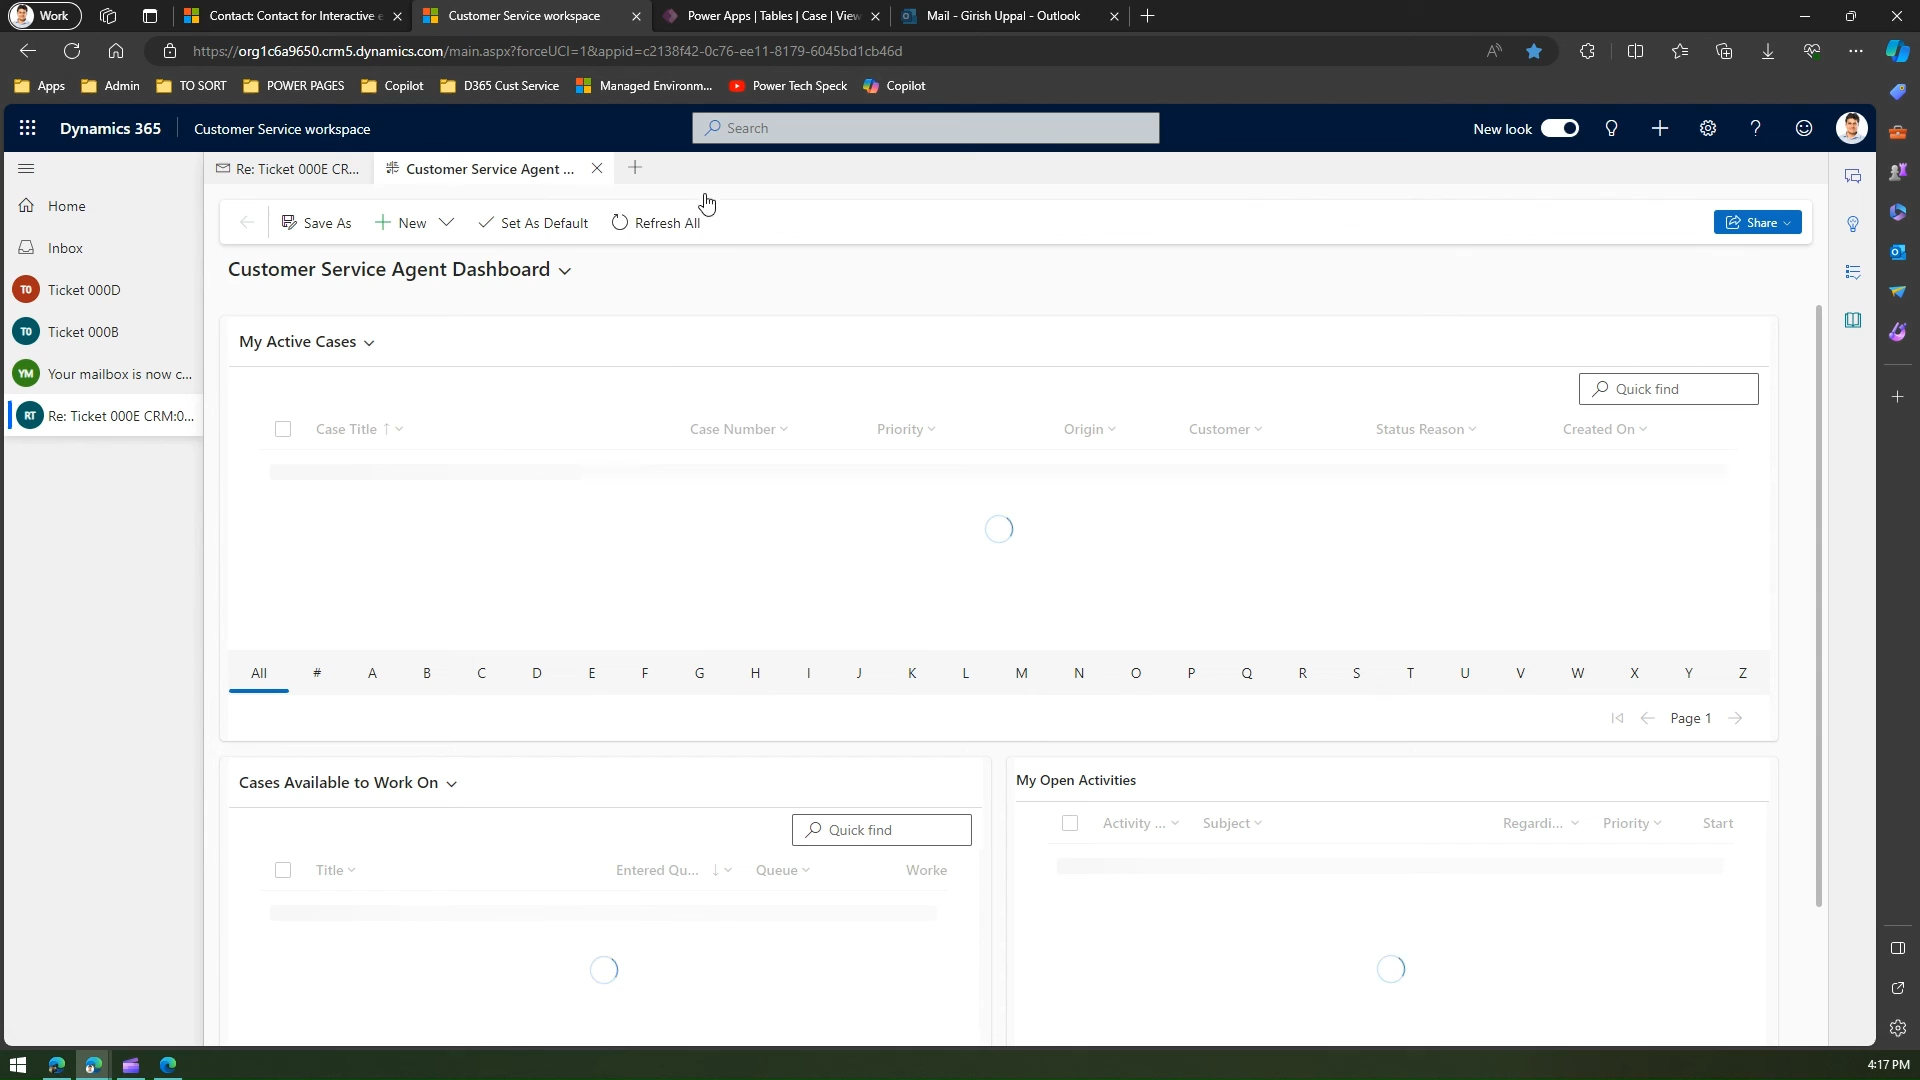 Work
Contact: Contact for Interactive e
Customer Service workspace
Power Apps | Tables | Case | View
Mail - Girish Uppal - Outlook
https://org1c6a9650.crm5.dynamics.com/main.aspx?forceUCI=1&appid=c2138f42-0c76-ee11-8179-6045bd1cb46d
Apps Admin TO SORT POWER PAGES Copilot D365 Cust Service Managed Environm... Power Tech Speck Copilot
Dynamics 365 Customer Service workspace
Search
New look
Re: Ticket 000E CR...
Customer Service Agent ...
Home
Inbox
T0 Ticket 000D
T0 Ticket 000B
YM Your mailbox is now c...
RT Re: Ticket 000E CRM:0...
Save As New Set As Default Refresh All
Share
Customer Service Agent Dashboard
My Active Cases
Quick find
Case Title Case Number Priority Origin Customer Status Reason Created On
All # A B C D E F G H I J K L M N O P Q R S T U V W X Y Z
Page 1
Cases Available to Work On
Quick find
Title Entered Qu... Queue Worke
My Open Activities
Activity ... Subject Regardi... Priority Start
4:17 PM